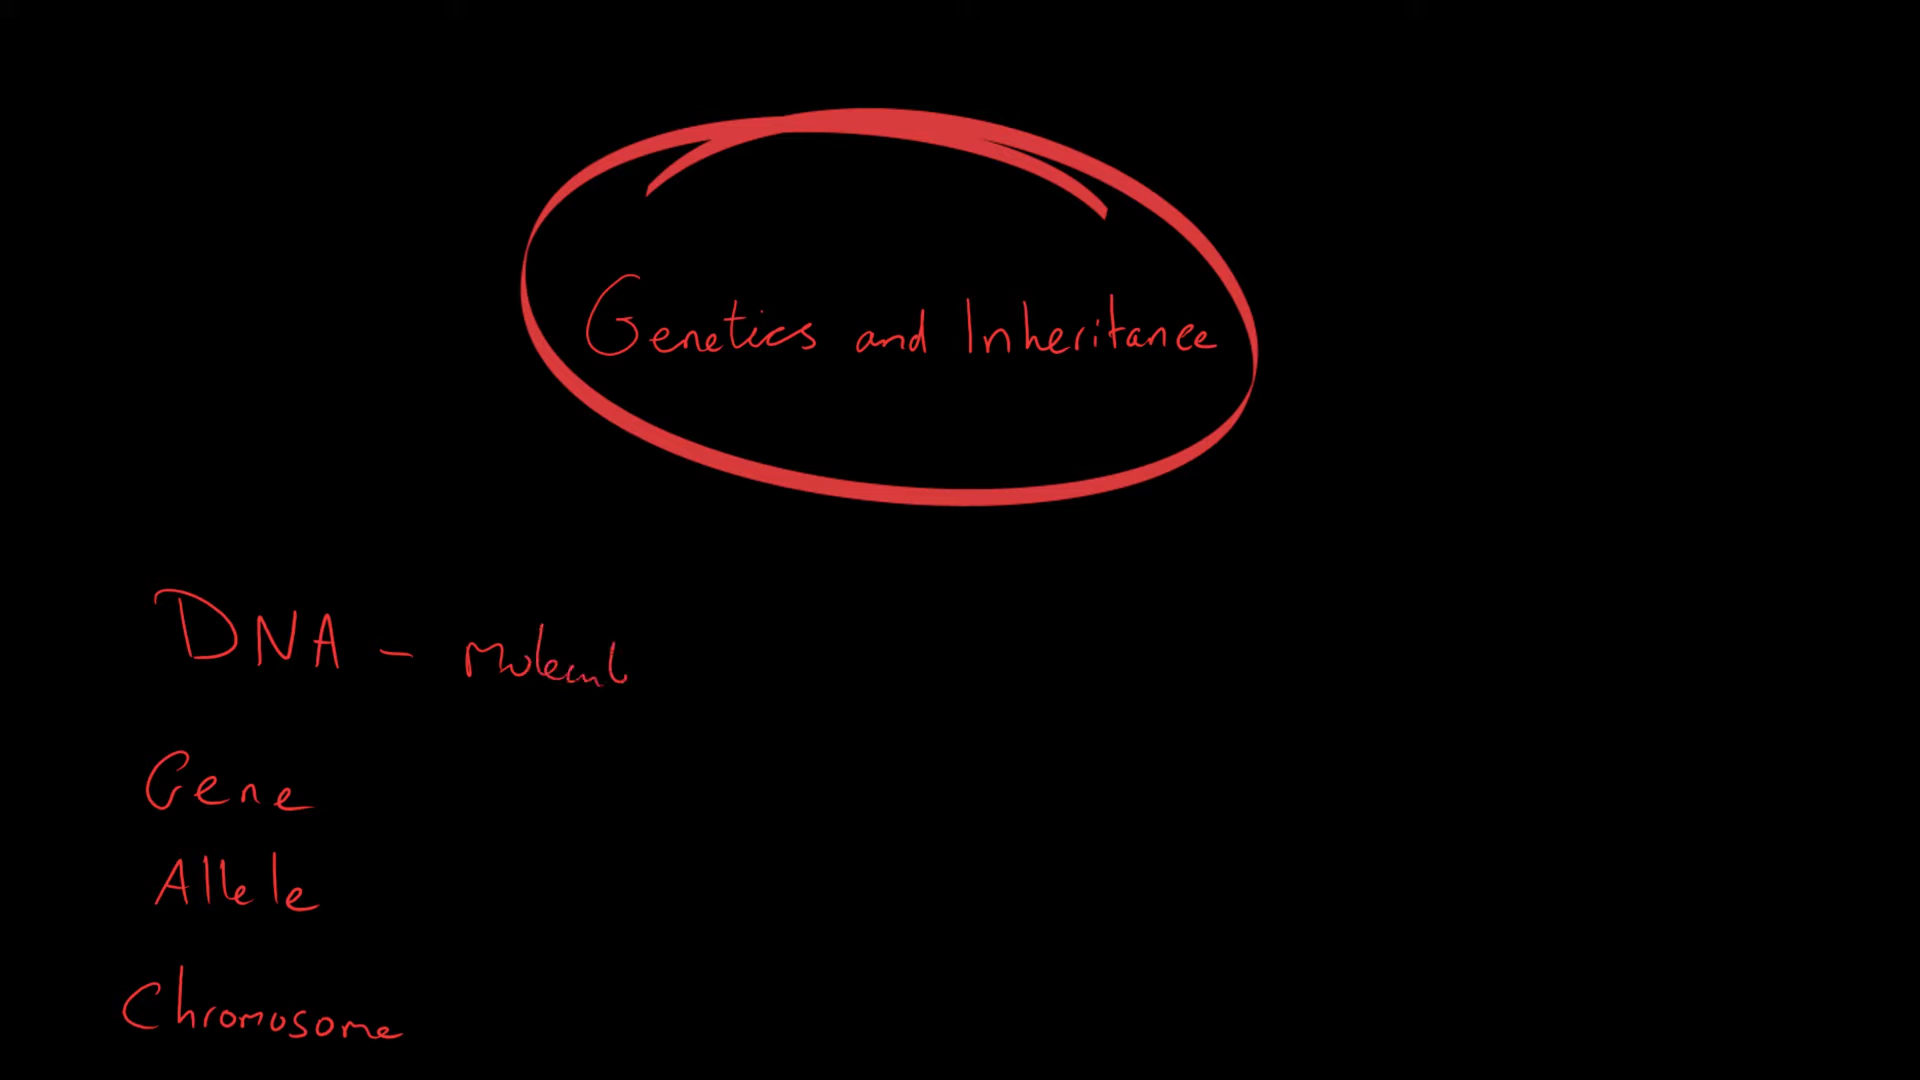 Genetics and Inheritance
DNA - Molecul
Gene
Allele
Chromosome